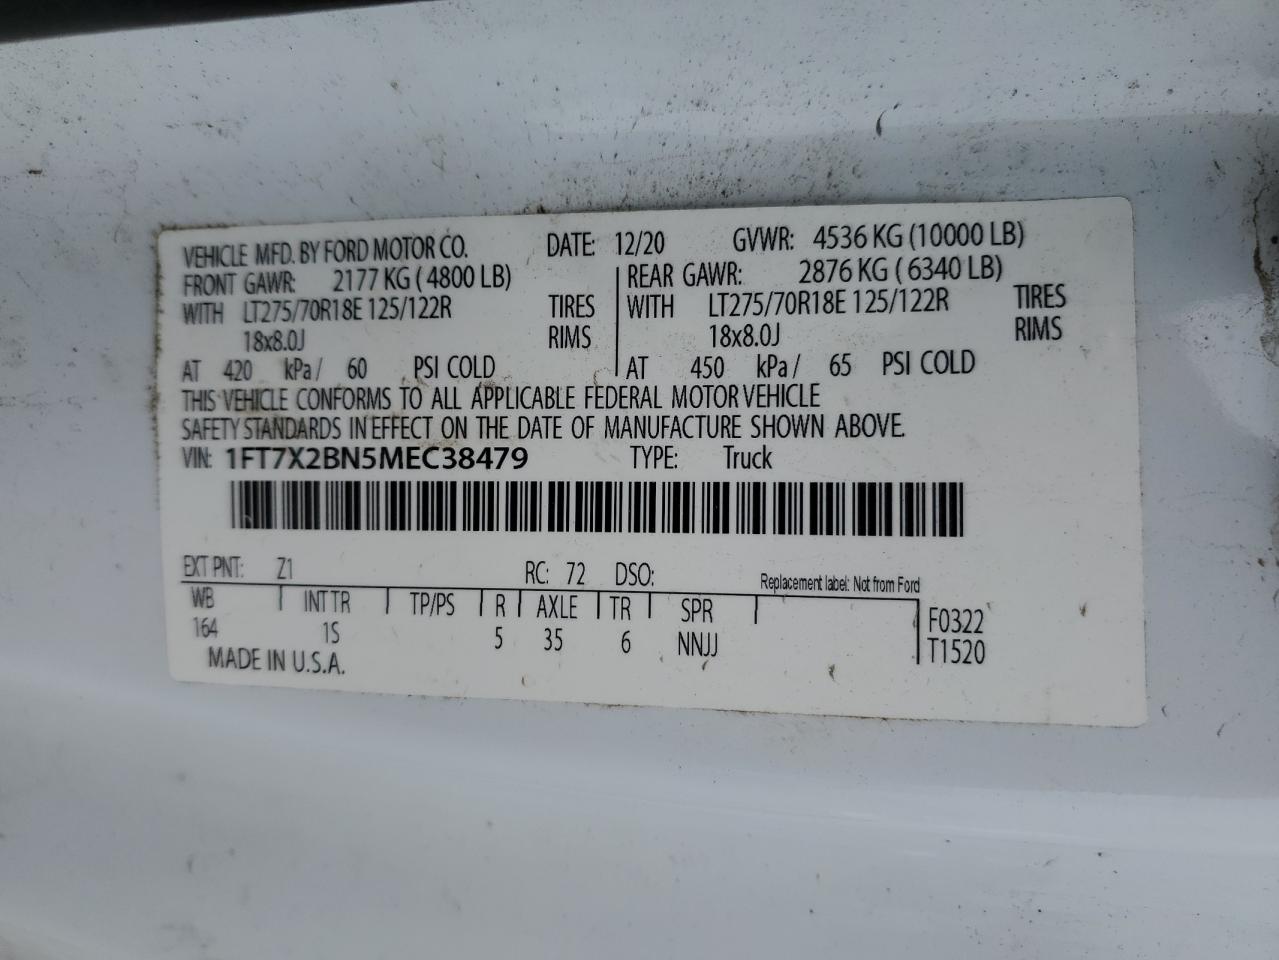 VEHICLE MFD. BY FORD MOTOR CO. DATE: 12/20 GVWR: 4536 KG (10000 LB)
FRONT GAWR: 2177 KG ( 4800 LB) REAR GAWR: 2876 KG ( 6340 LB)
WITH LT275/70R18E 125/122R TIRES WITH LT275/70R18E 125/122R TIRES
18x8.0J RIMS 18x8.0J RIMS
AT 420 kPa / 60 PSI COLD AT 450 kPa / 65 PSI COLD
THIS VEHICLE CONFORMS TO ALL APPLICABLE FEDERAL MOTOR VEHICLE
SAFETY STANDARDS IN EFFECT ON THE DATE OF MANUFACTURE SHOWN ABOVE.
VIN: 1FT7X2BN5MEC38479 TYPE: Truck
EXT PNT: Z1 RC: 72 DSO: Replacement label: Not from Ford
WB INT TR TP/PS R AXLE TR SPR F0322
164 1S 5 35 6 NNJJ T1520
MADE IN U.S.A.